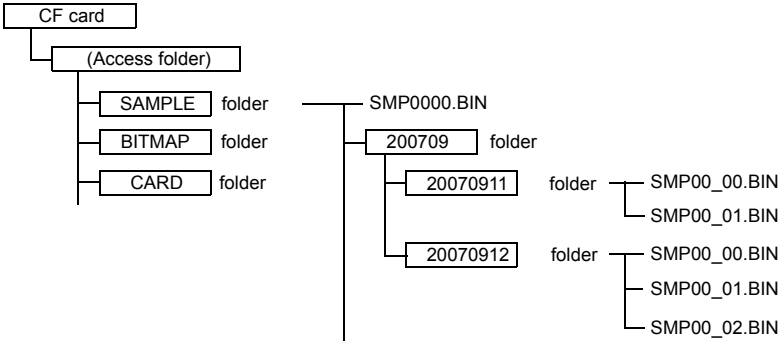 CF card
(Access folder)
SAMPLE folder SMP0000.BIN
BITMAP folder 200709 folder
CARD folder 20070911 folder SMP00_00.BIN
SMP00_01.BIN
20070912 folder SMP00_00.BIN
SMP00_01.BIN
SMP00_02.BIN